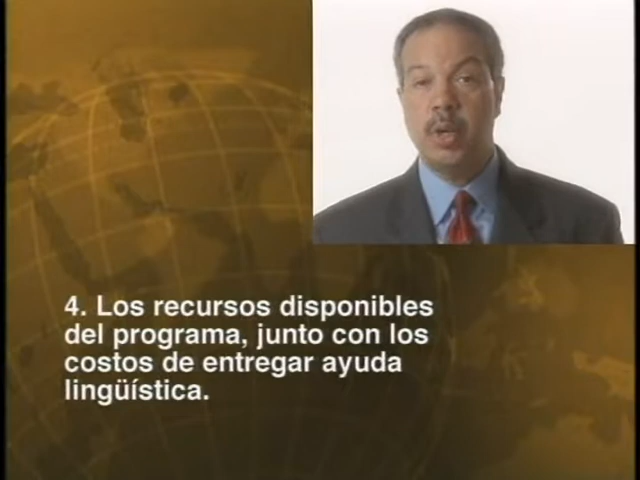 4. Los recursos disponibles
del programa, junto con los
costos de entregar ayuda
lingüística.